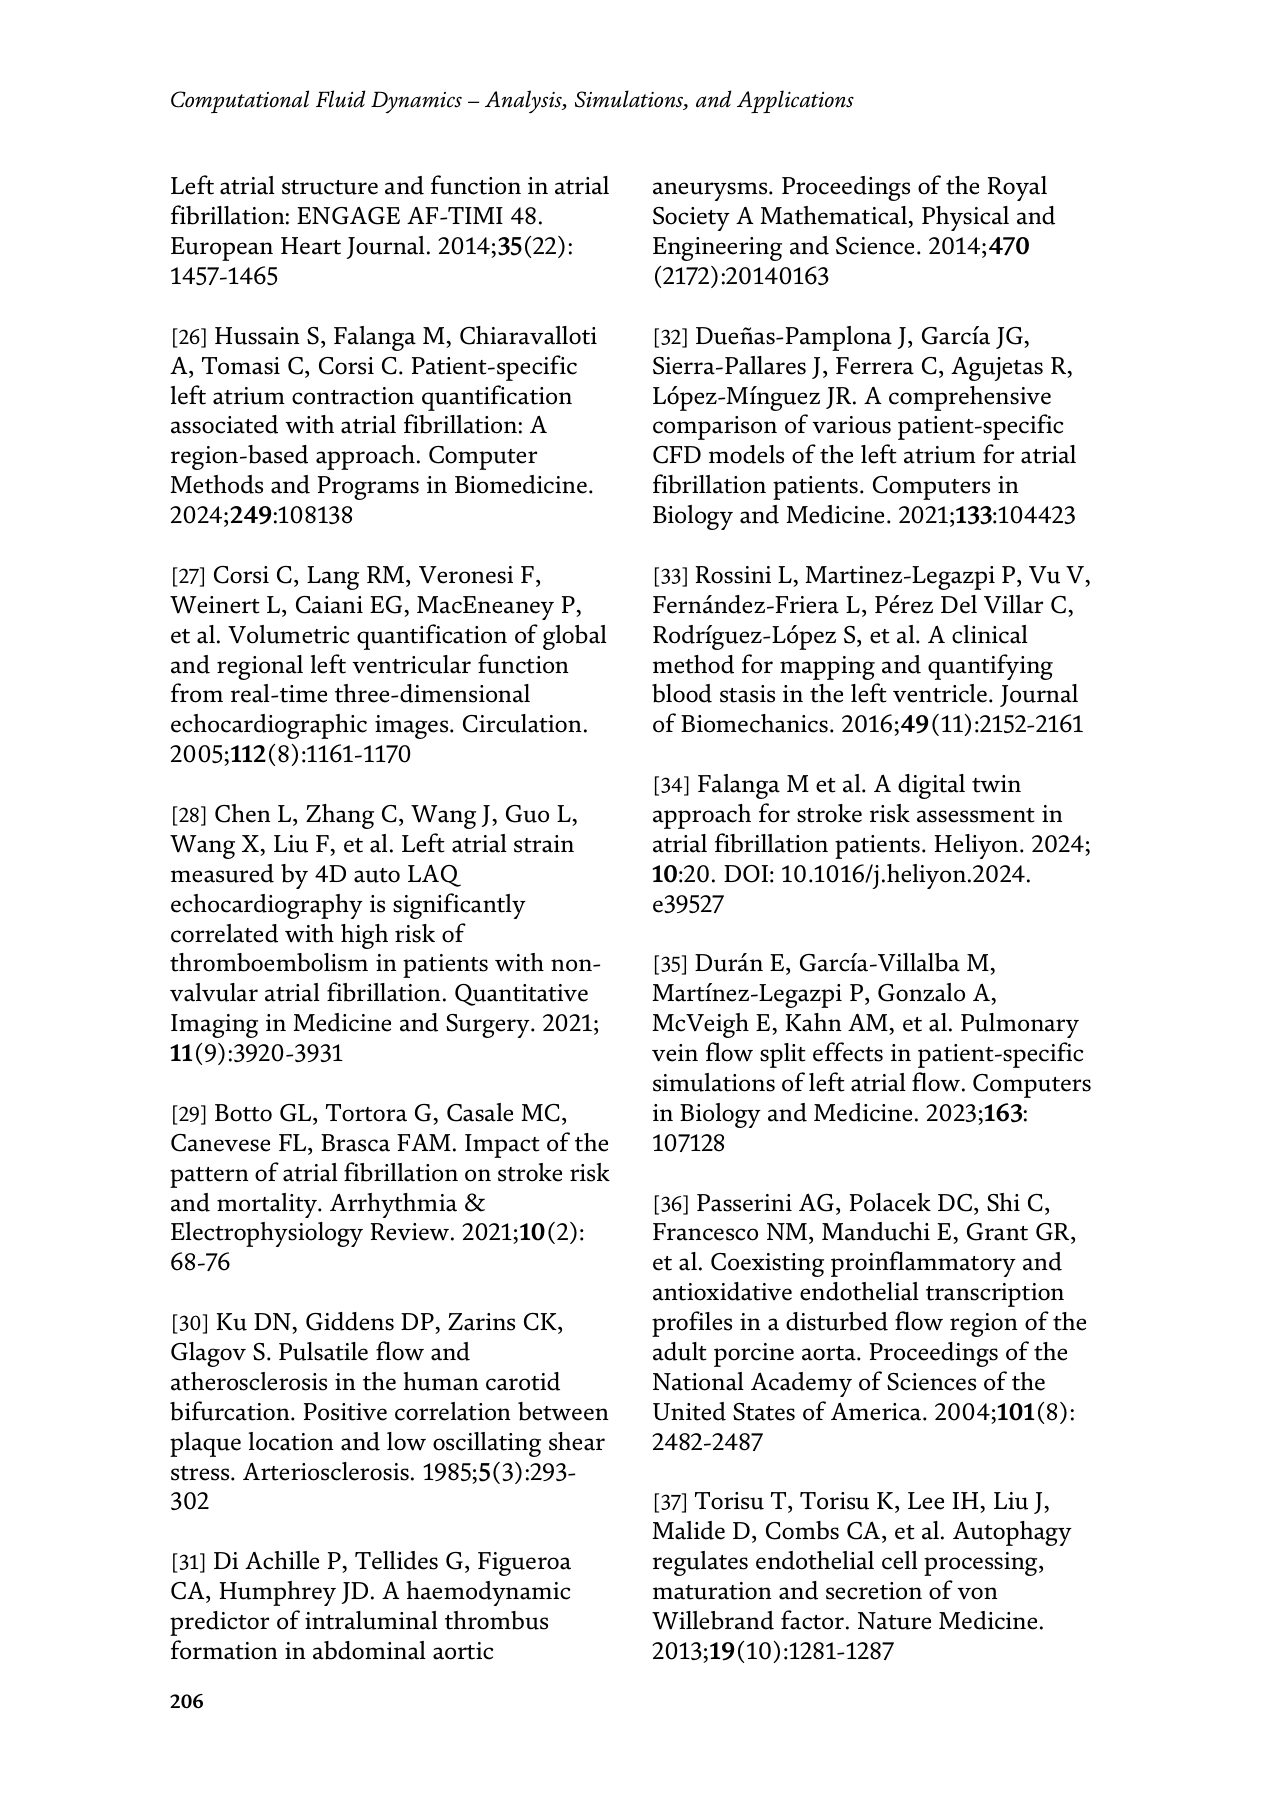 Computational Fluid Dynamics – Analysis, Simulations, and Applications
Left atrial structure and function in atrial
fibrillation: ENGAGE AF-TIMI 48.
European Heart Journal. 2014;35(22):
1457-1465
[26] Hussain S, Falanga M, Chiaravalloti
A, Tomasi C, Corsi C. Patient-specific
left atrium contraction quantification
associated with atrial fibrillation: A
region-based approach. Computer
Methods and Programs in Biomedicine.
2024;249:108138
[27] Corsi C, Lang RM, Veronesi F,
Weinert L, Caiani EG, MacEneaney P,
et al. Volumetric quantification of global
and regional left ventricular function
from real-time three-dimensional
echocardiographic images. Circulation.
2005;112(8):1161-1170
[28] Chen L, Zhang C, Wang J, Guo L,
Wang X, Liu F, et al. Left atrial strain
measured by 4D auto LAQ
echocardiography is significantly
correlated with high risk of
thromboembolism in patients with non-
valvular atrial fibrillation. Quantitative
Imaging in Medicine and Surgery. 2021;
11(9):3920-3931
[29] Botto GL, Tortora G, Casale MC,
Canevese FL, Brasca FAM. Impact of the
pattern of atrial fibrillation on stroke risk
and mortality. Arrhythmia &
Electrophysiology Review. 2021;10(2):
68-76
[30] Ku DN, Giddens DP, Zarins CK,
Glagov S. Pulsatile flow and
atherosclerosis in the human carotid
bifurcation. Positive correlation between
plaque location and low oscillating shear
stress. Arteriosclerosis. 1985;5(3):293-
302
[31] Di Achille P, Tellides G, Figueroa
CA, Humphrey JD. A haemodynamic
predictor of intraluminal thrombus
formation in abdominal aortic
aneurysms. Proceedings of the Royal
Society A Mathematical, Physical and
Engineering and Science. 2014;470
(2172):20140163
[32] Dueñas-Pamplona J, García JG,
Sierra-Pallares J, Ferrera C, Agujetas R,
López-Mínguez JR. A comprehensive
comparison of various patient-specific
CFD models of the left atrium for atrial
fibrillation patients. Computers in
Biology and Medicine. 2021;133:104423
[33] Rossini L, Martinez-Legazpi P, Vu V,
Fernández-Friera L, Pérez Del Villar C,
Rodríguez-López S, et al. A clinical
method for mapping and quantifying
blood stasis in the left ventricle. Journal
of Biomechanics. 2016;49(11):2152-2161
[34] Falanga M et al. A digital twin
approach for stroke risk assessment in
atrial fibrillation patients. Heliyon. 2024;
10:20. DOI: 10.1016/j.heliyon.2024.
e39527
[35] Durán E, García-Villalba M,
Martínez-Legazpi P, Gonzalo A,
McVeigh E, Kahn AM, et al. Pulmonary
vein flow split effects in patient-specific
simulations of left atrial flow. Computers
in Biology and Medicine. 2023;163:
107128
[36] Passerini AG, Polacek DC, Shi C,
Francesco NM, Manduchi E, Grant GR,
et al. Coexisting proinflammatory and
antioxidative endothelial transcription
profiles in a disturbed flow region of the
adult porcine aorta. Proceedings of the
National Academy of Sciences of the
United States of America. 2004;101(8):
2482-2487
[37] Torisu T, Torisu K, Lee IH, Liu J,
Malide D, Combs CA, et al. Autophagy
regulates endothelial cell processing,
maturation and secretion of von
Willebrand factor. Nature Medicine.
2013;19(10):1281-1287
206